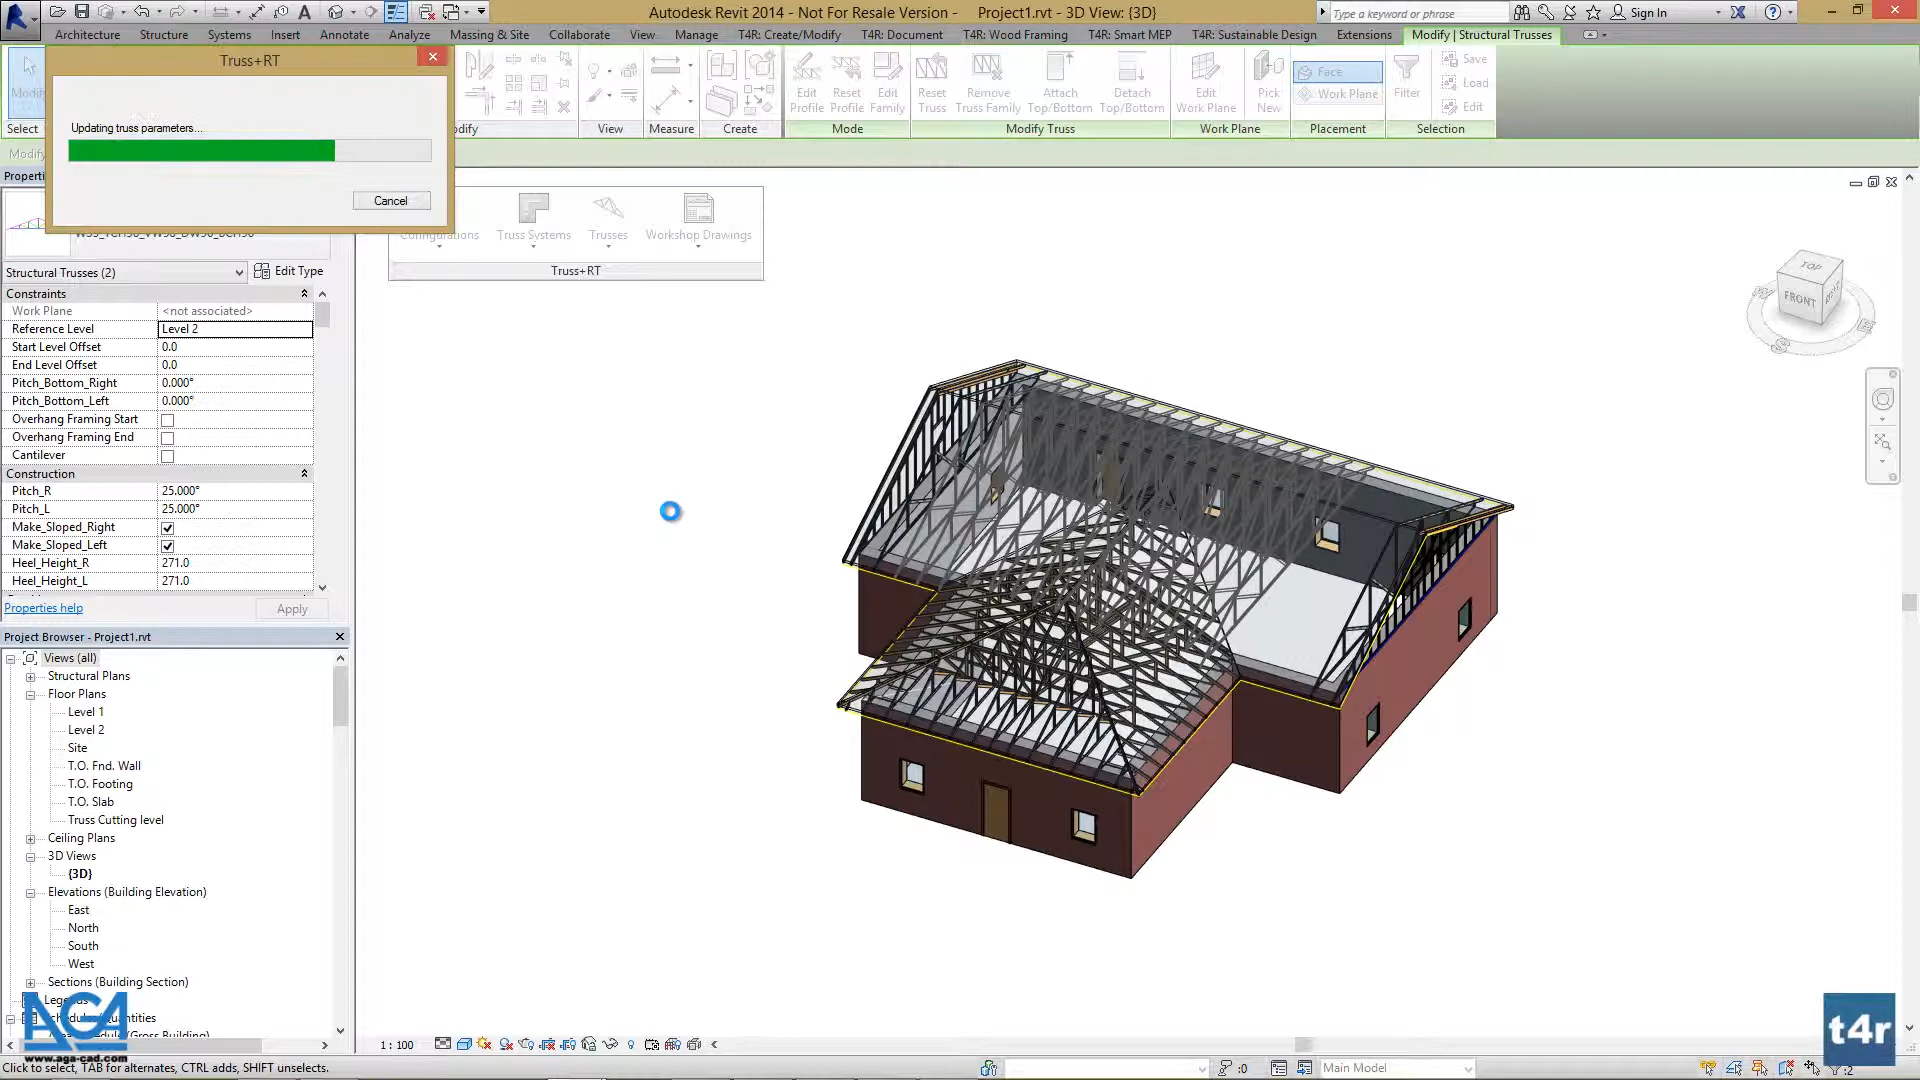 Autodesk Revit 2014 - Not For Resale Version - Project1.rvt - 3D View: {3D}
Type a keyword or phrase
Sign In
Architecture Structure Systems Insert Annotate Analyze Massing & Site Collaborate View Manage T4R: Create/Modify T4R: Document T4R: Wood Framing T4R: Smart MEP T4R: Sustainable Design Extensions Modify | Structural Trusses
Truss+RT
Updating truss parameters...
Cancel
Edit Profile
Reset Profile
Edit Family
Reset Truss
Remove Truss Family
Attach Top/Bottom
Detach Top/Bottom
Edit Work Plane
Pick New
Face
Work Plane
Filter
Save
Load
Edit
Select
View Measure Create Mode Modify Truss Work Plane Placement Selection
Configurations Truss Systems Trusses Workshop Drawings
Truss+RT
Structural Trusses (2) Edit Type
Constraints
Work Plane <not associated>
Reference Level Level 2
Start Level Offset 0.0
End Level Offset 0.0
Pitch_Bottom_Right 0.000°
Pitch_Bottom_Left 0.000°
Overhang Framing Start
Overhang Framing End
Cantilever
Construction
Pitch_R 25.000°
Pitch_L 25.000°
Make_Sloped_Right
Make_Sloped_Left
Heel_Height_R 271.0
Heel_Height_L 271.0
Properties help Apply
Project Browser - Project1.rvt
Views (all)
Structural Plans
Floor Plans
Level 1
Level 2
Site
T.O. Fnd. Wall
T.O. Footing
T.O. Slab
Truss Cutting level
Ceiling Plans
3D Views
{3D}
Elevations (Building Elevation)
East
North
South
West
Sections (Building Section)
AGA
www.aga-cad.com
TOP
FRONT
W
S
E
1 : 100
Click to select, TAB for alternates, CTRL adds, SHIFT unselects.
:0
Main Model
:2
t4r